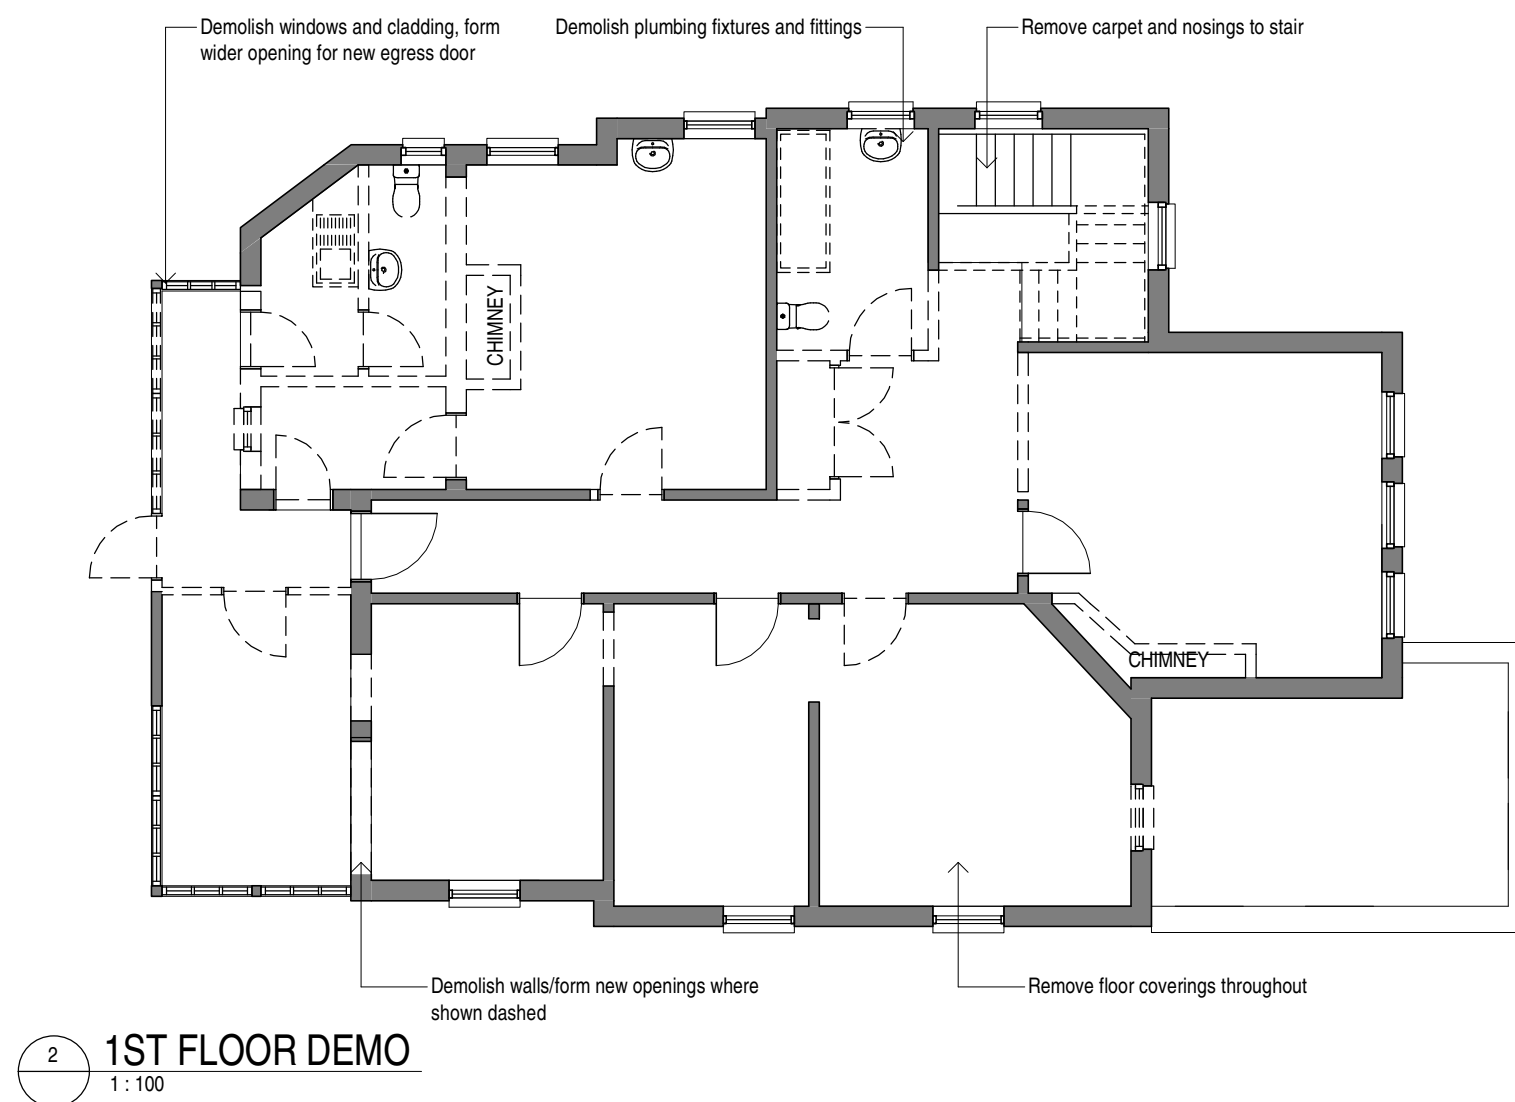 Demolish windows and cladding, form
wider opening for new egress door
Demolish plumbing fixtures and fittings
Remove carpet and nosings to stair
CHIMNEY
CHIMNEY
Demolish walls/form new openings where
shown dashed
Remove floor coverings throughout
2
1ST FLOOR DEMO
1 : 100